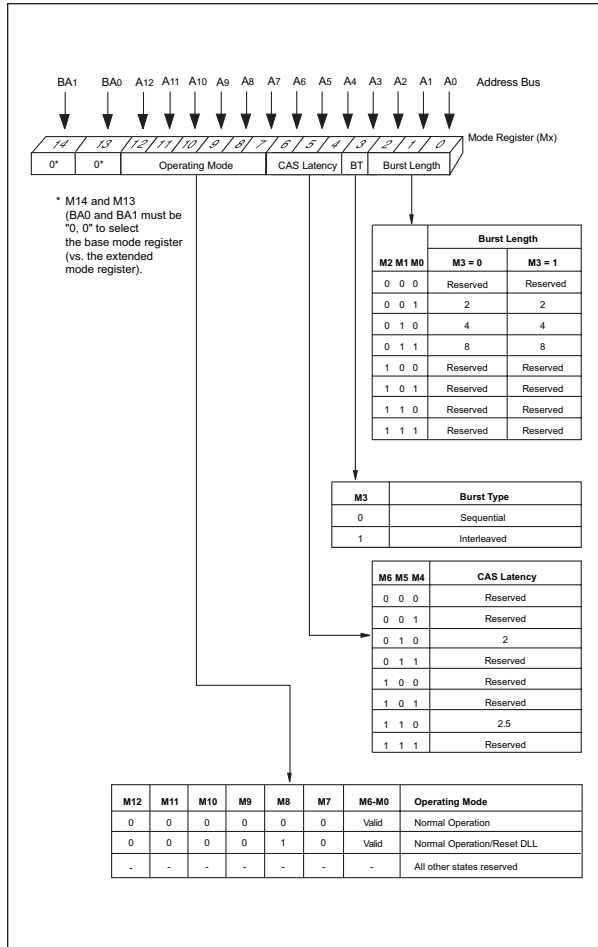 BA1 BA0 A12 A11 A10 A9 A8 A7 A6 A5 A4 A3 A2 A1 A0 Address Bus
Mode Register (Mx)
14 13 12 11 10 9 8 7 6 5 4 3 2 1 0
0* 0* Operating Mode CAS Latency BT Burst Length
* M14 and M13
(BA0 and BA1 must be
"0, 0" to select
the base mode register
(vs. the extended
mode register).
Burst Length
M2 M1 M0 M3 = 0 M3 = 1
0 0 0 Reserved Reserved
0 0 1 2 2
0 1 0 4 4
0 1 1 8 8
1 0 0 Reserved Reserved
1 0 1 Reserved Reserved
1 1 0 Reserved Reserved
1 1 1 Reserved Reserved
M3 Burst Type
0 Sequential
1 Interleaved
M6 M5 M4 CAS Latency
0 0 0 Reserved
0 0 1 Reserved
0 1 0 2
0 1 1 Reserved
1 0 0 Reserved
1 0 1 Reserved
1 1 0 2.5
1 1 1 Reserved
M12 M11 M10 M9 M8 M7 M6-M0 Operating Mode
0 0 0 0 0 0 Valid Normal Operation
0 0 0 0 1 0 Valid Normal Operation/Reset DLL
- - - - - - - All other states reserved